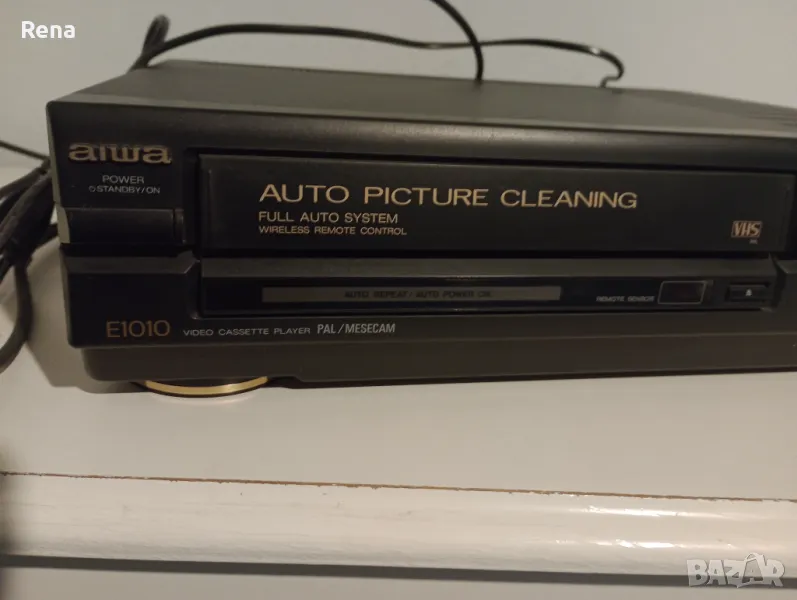 Rena
aiwa
POWER
STANDBY/ON
AUTO PICTURE CLEANING
FULL AUTO SYSTEM
WIRELESS REMOTE CONTROL
VHS
PAL
AUTO REPEAT · AUTO POWER ON
REMOTE SENSOR
E1010 VIDEO CASSETTE PLAYER PAL/MESECAM
BAZAR